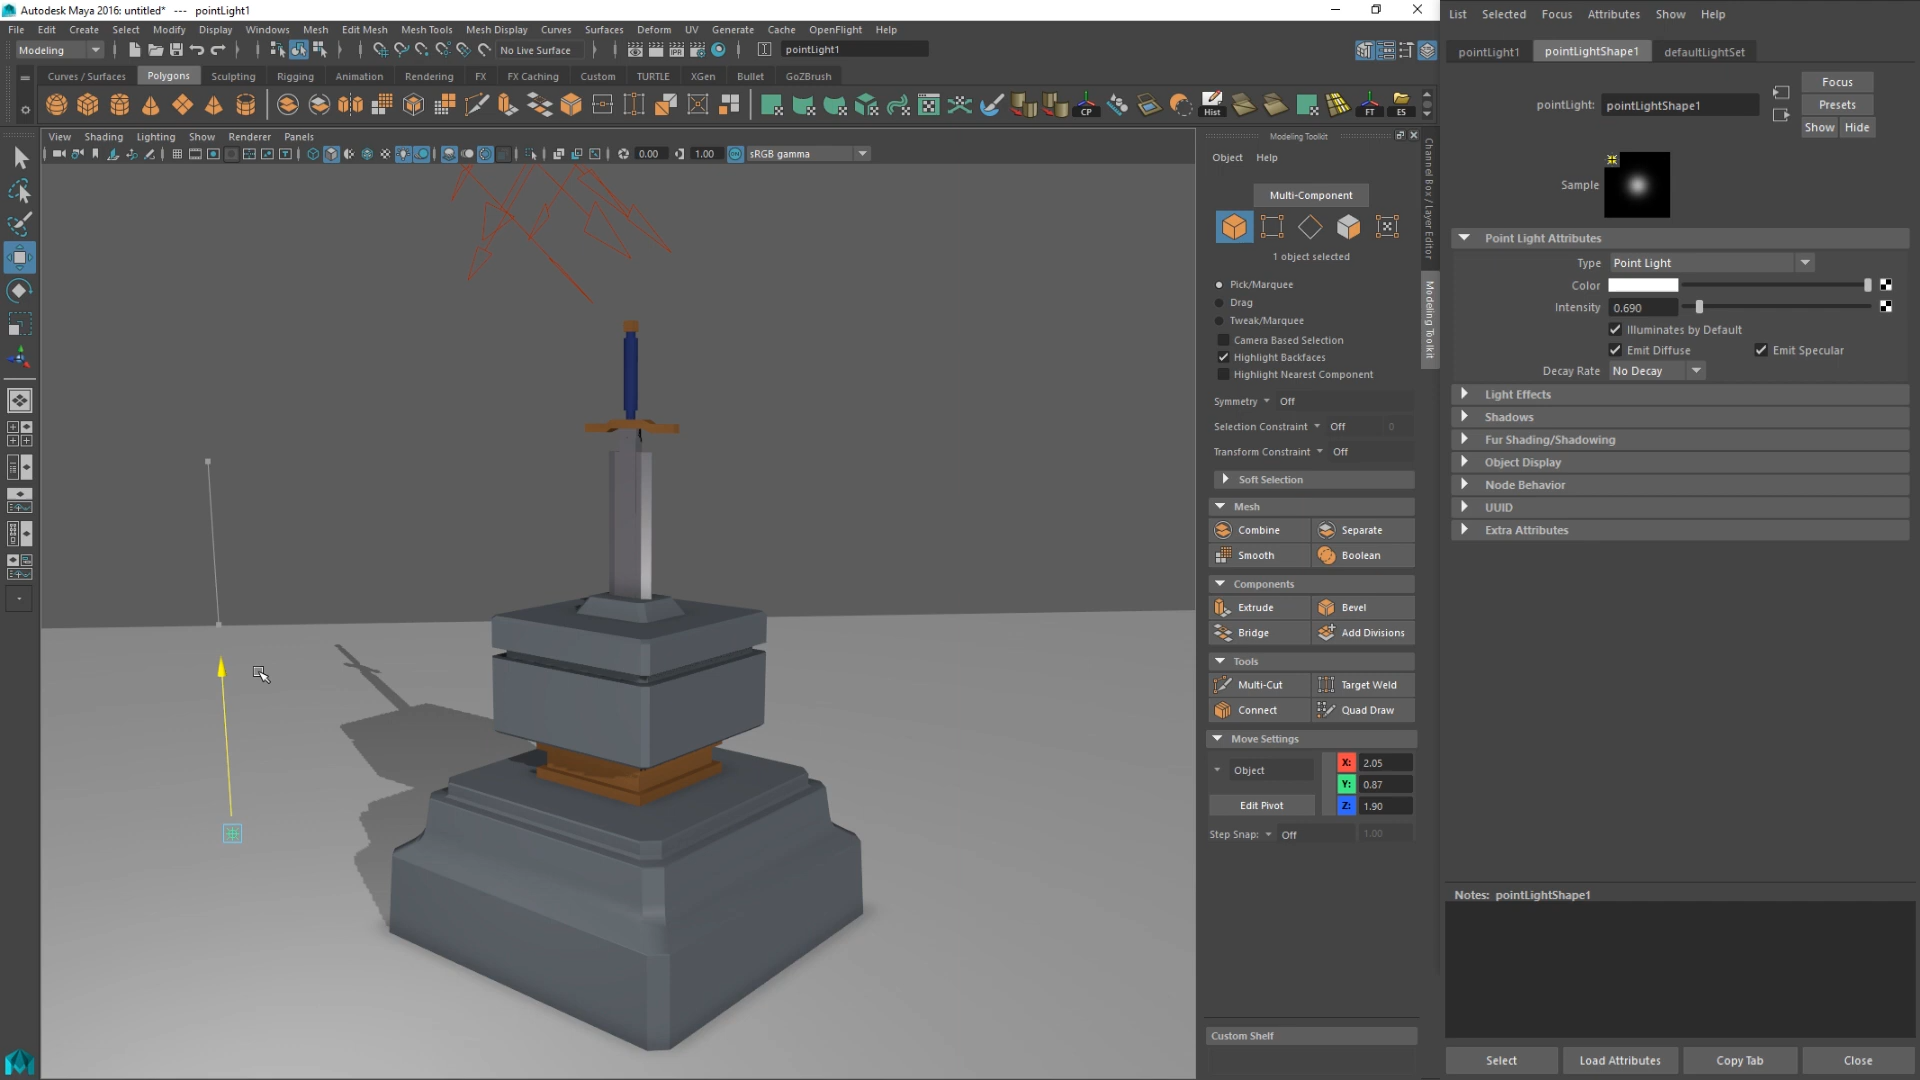 Autodesk Maya 2016: untitled*   ---   pointLight1
File Edit Create Select Modify Display Windows Mesh Edit Mesh Mesh Tools Mesh Display Curves Surfaces Deform UV Generate Cache OpenFlight Help
Modeling No Live Surface pointLight1
Curves / Surfaces Polygons Sculpting Rigging Animation Rendering FX FX Caching Custom TURTLE XGen Bullet GoZBrush
CP Hist FT ES
View Shading Lighting Show Renderer Panels
0.00 1.00 sRGB gamma
Modeling Toolkit
Object Help
Multi-Component
1 object selected
Pick/Marquee
Drag
Tweak/Marquee
Camera Based Selection
Highlight Backfaces
Highlight Nearest Component
Symmetry Off
Selection Constraint Off 0
Transform Constraint Off
Soft Selection
Mesh
Combine Separate
Smooth Boolean
Components
Extrude Bevel
Bridge Add Divisions
Tools
Multi-Cut Target Weld
Connect Quad Draw
Move Settings
Object X: 2.05
Y: 0.87
Edit Pivot Z: 1.90
Step Snap: Off 1.00
Custom Shelf
Channel Box / Layer Editor
Modeling Toolkit
List Selected Focus Attributes Show Help
pointLight1 pointLightShape1 defaultLightSet
Focus
pointLight: pointLightShape1 Presets
Show Hide
Sample
Point Light Attributes
Type Point Light
Color
Intensity 0.690
Illuminates by Default
Emit Diffuse Emit Specular
Decay Rate No Decay
Light Effects
Shadows
Fur Shading/Shadowing
Object Display
Node Behavior
UUID
Extra Attributes
Notes: pointLightShape1
Select Load Attributes Copy Tab Close